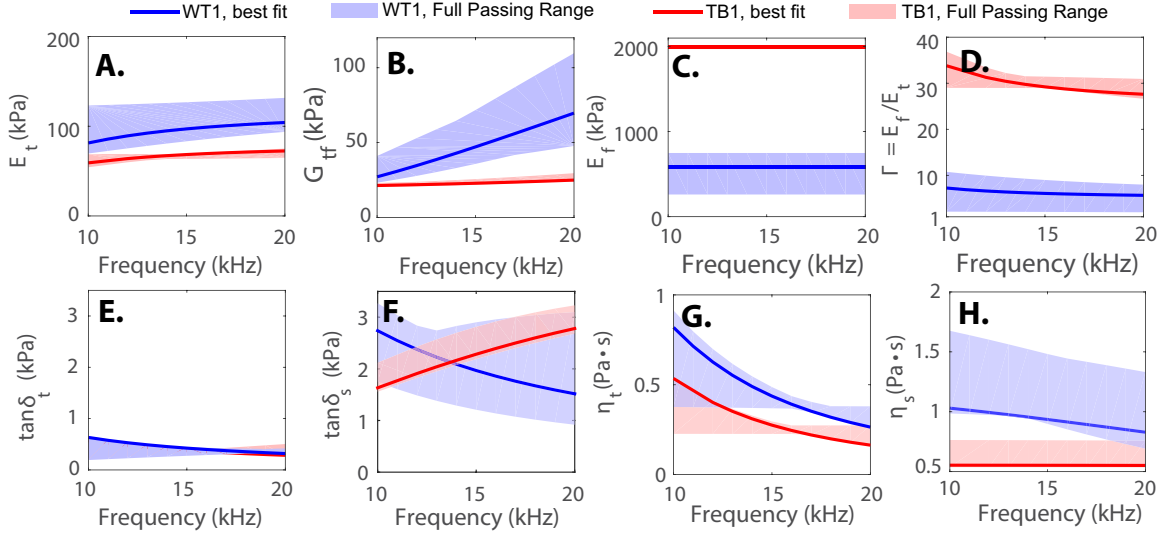 WT1, best fit WT1, Full Passing Range TB1, best fit TB1, Full Passing Range
A.
E_t (kPa)
200
100
0
10 15 20
Frequency (kHz)
B.
G_tf (kPa)
100
50
0
10 15 20
Frequency (kHz)
C.
E_f (kPa)
2000
1000
0
10 15 20
Frequency (kHz)
D.
Γ = E_f/E_t
40
30
20
10
1
10 15 20
Frequency (kHz)
E.
tanδ_t (kPa)
3
2
1
0
10 15 20
Frequency (kHz)
F.
tanδ_s (kPa)
3
2
1
0
10 15 20
Frequency (kHz)
G.
η_t(Pa•s)
1
0.5
0
10 15 20
Frequency (kHz)
H.
η_s(Pa•s)
2
1.5
1
0.5
10 15 20
Frequency (kHz)